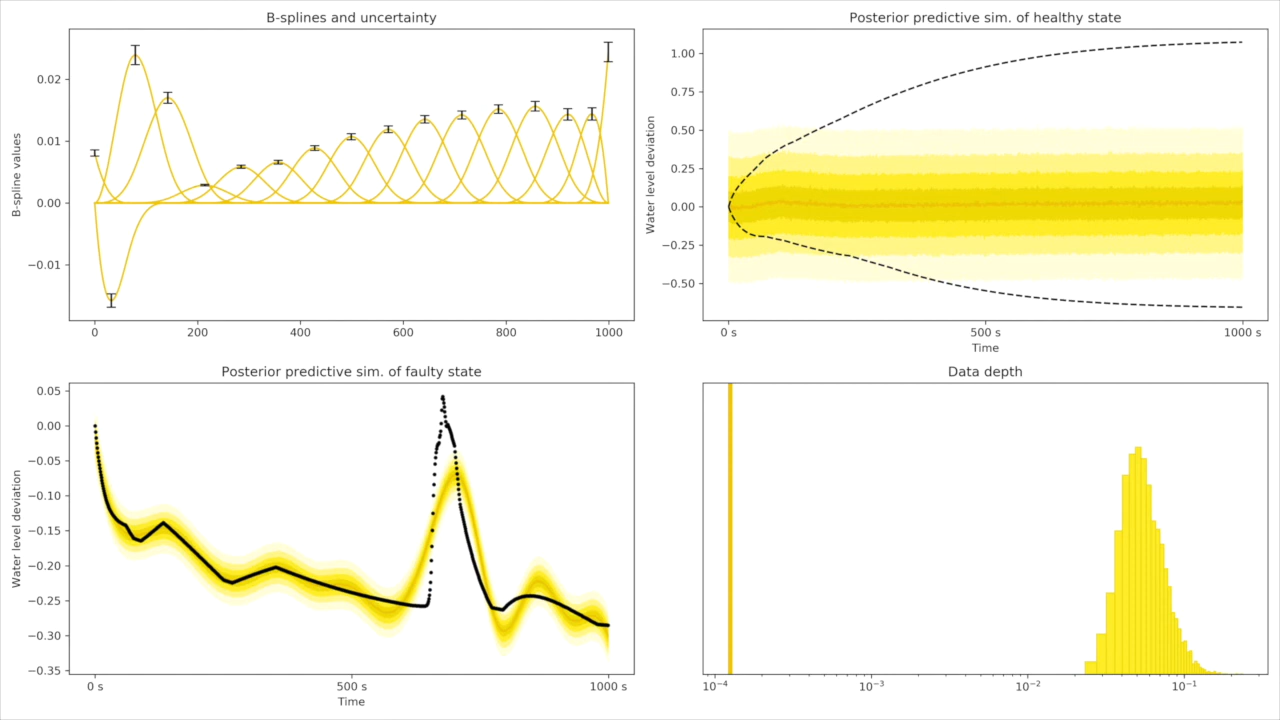 B-splines and uncertainty
B-spline values
0.02
0.01
0.00
−0.01
0 200 400 600 800 1000
Posterior predictive sim. of healthy state
Water level deviation
1.00
0.75
0.50
0.25
0.00
−0.25
−0.50
0 s 500 s 1000 s
Time
Posterior predictive sim. of faulty state
Water level deviation
0.05
0.00
−0.05
−0.10
−0.15
−0.20
−0.25
−0.30
−0.35
0 s 500 s 1000 s
Time
Data depth
10⁻⁴ 10⁻³ 10⁻² 10⁻¹